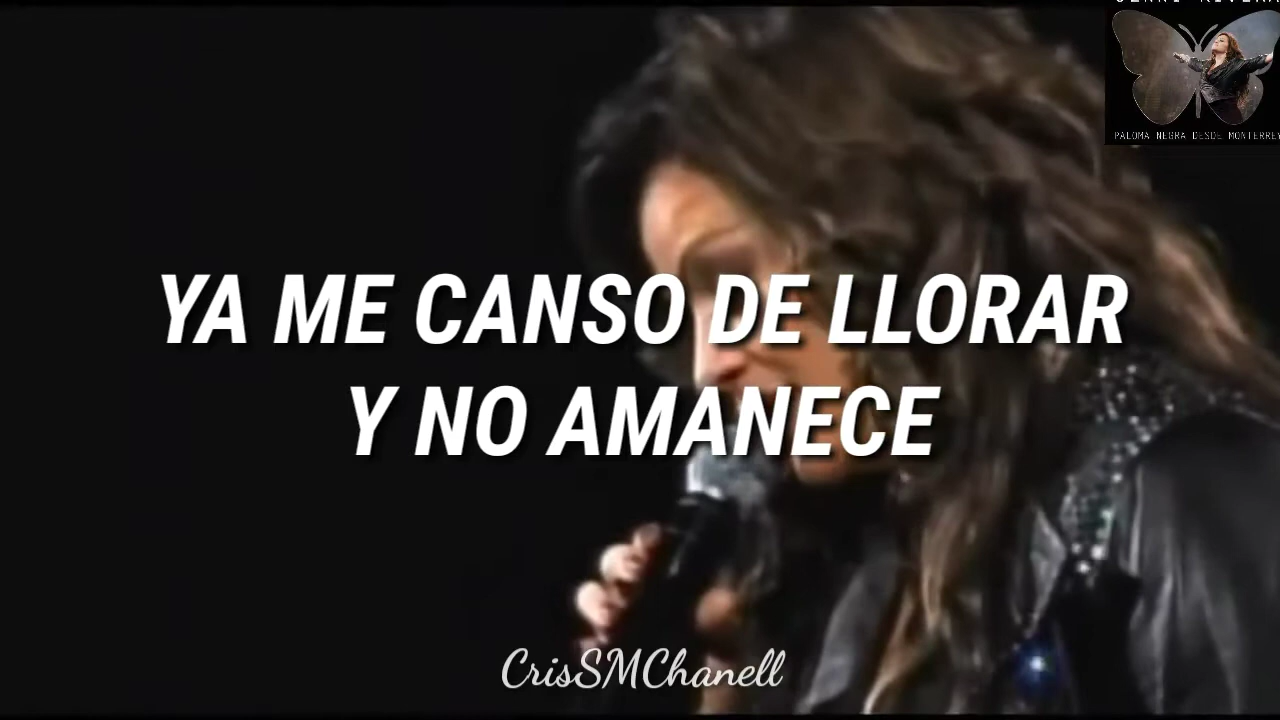 PALOMA NEGRA DESDE MONTERREY
YA ME CANSO DE LLORAR
Y NO AMANECE
CrisSMChanell